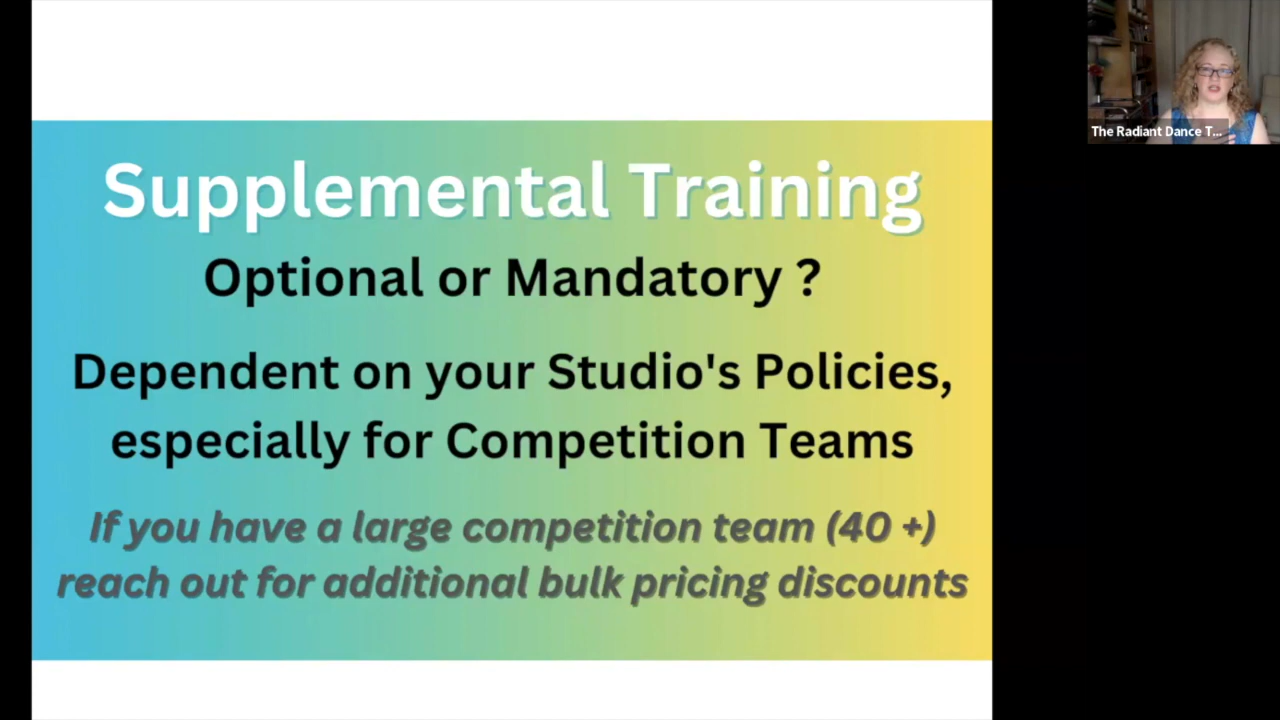 Supplemental Training
Optional or Mandatory ?
Dependent on your Studio's Policies,
especially for Competition Teams
If you have a large competition team (40 +)
reach out for additional bulk pricing discounts
The Radiant Dance T...